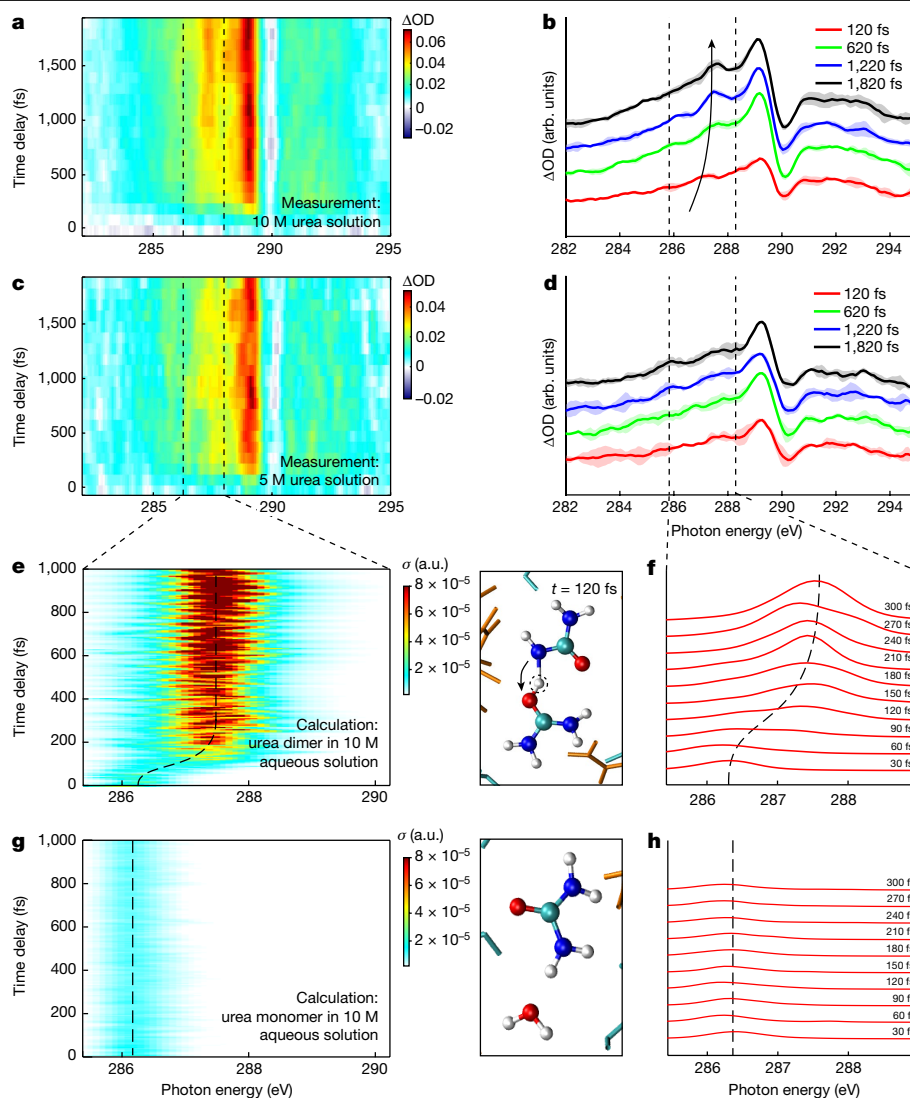 a
ΔOD
0.06
0.04
0.02
0
−0.02
1,500
1,000
500
0
Time delay (fs)
Measurement:
10 M urea solution
285
290
295
b
120 fs
620 fs
1,220 fs
1,820 fs
ΔOD (arb. units)
282
284
286
288
290
292
294
c
ΔOD
0.04
0.02
0
−0.02
1,500
1,000
500
0
Time delay (fs)
Measurement:
5 M urea solution
285
290
295
d
120 fs
620 fs
1,220 fs
1,820 fs
ΔOD (arb. units)
282
284
286
288
290
292
294
Photon energy (eV)
e
1,000
800
600
400
200
0
Time delay (fs)
Calculation:
urea dimer in 10 M
aqueous solution
286
288
290
σ (a.u.)
8 × 10⁻⁵
6 × 10⁻⁵
4 × 10⁻⁵
2 × 10⁻⁵
t = 120 fs
f
300 fs
270 fs
240 fs
210 fs
180 fs
150 fs
120 fs
90 fs
60 fs
30 fs
286
287
288
g
1,000
800
600
400
200
0
Time delay (fs)
Calculation:
urea monomer in 10 M
aqueous solution
286
288
290
Photon energy (eV)
σ (a.u.)
8 × 10⁻⁵
6 × 10⁻⁵
4 × 10⁻⁵
2 × 10⁻⁵
h
300 f
270 f
240 f
210 f
180 f
150 f
120 f
90 f
60 f
30 f
286
287
288
Photon energy (eV)